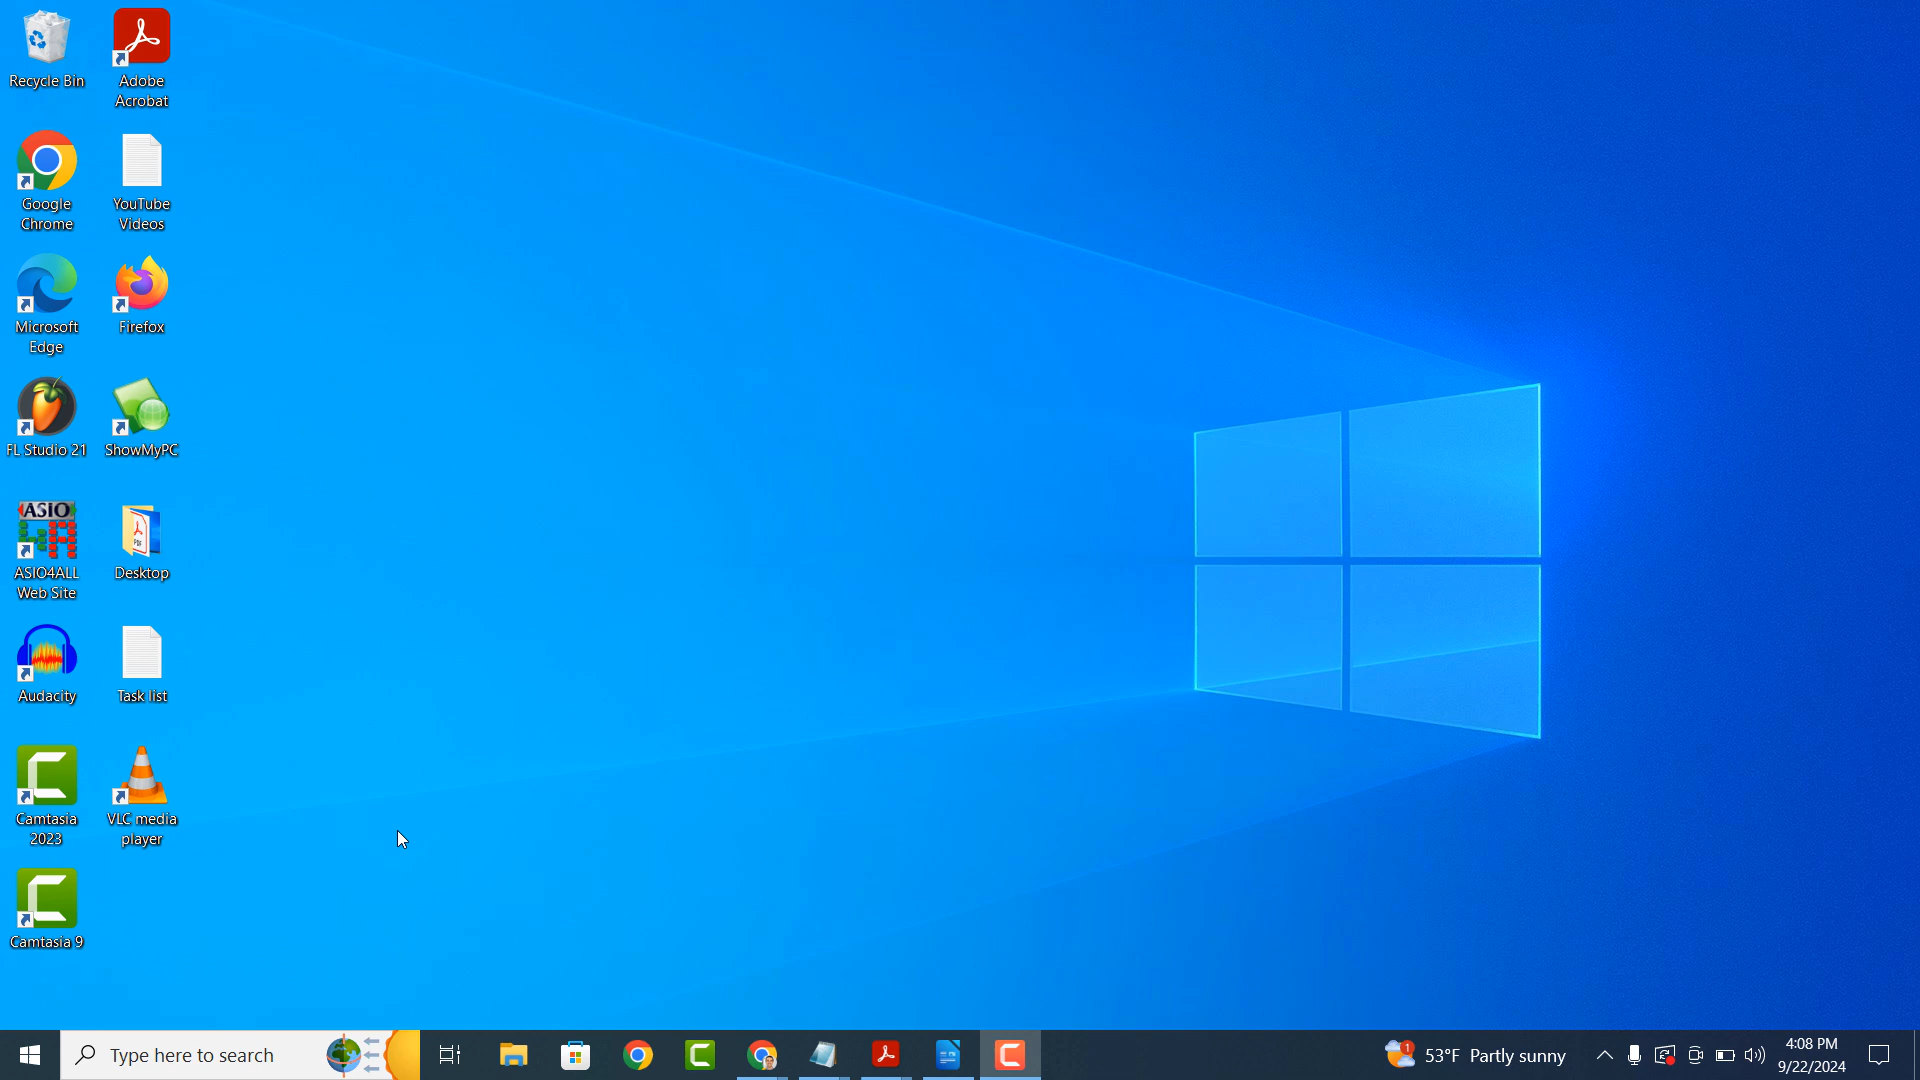 Recycle Bin
Adobe
Acrobat
Google
Chrome
YouTube
Videos
Microsoft
Edge
Firefox
FL Studio 21
ShowMyPC
ASIO
ASIO4ALL
Web Site
PDF
Desktop
Audacity
Task list
Camtasia
2023
VLC media
player
Camtasia 9
Type here to search
1
53°F Partly sunny
4:08 PM
9/22/2024